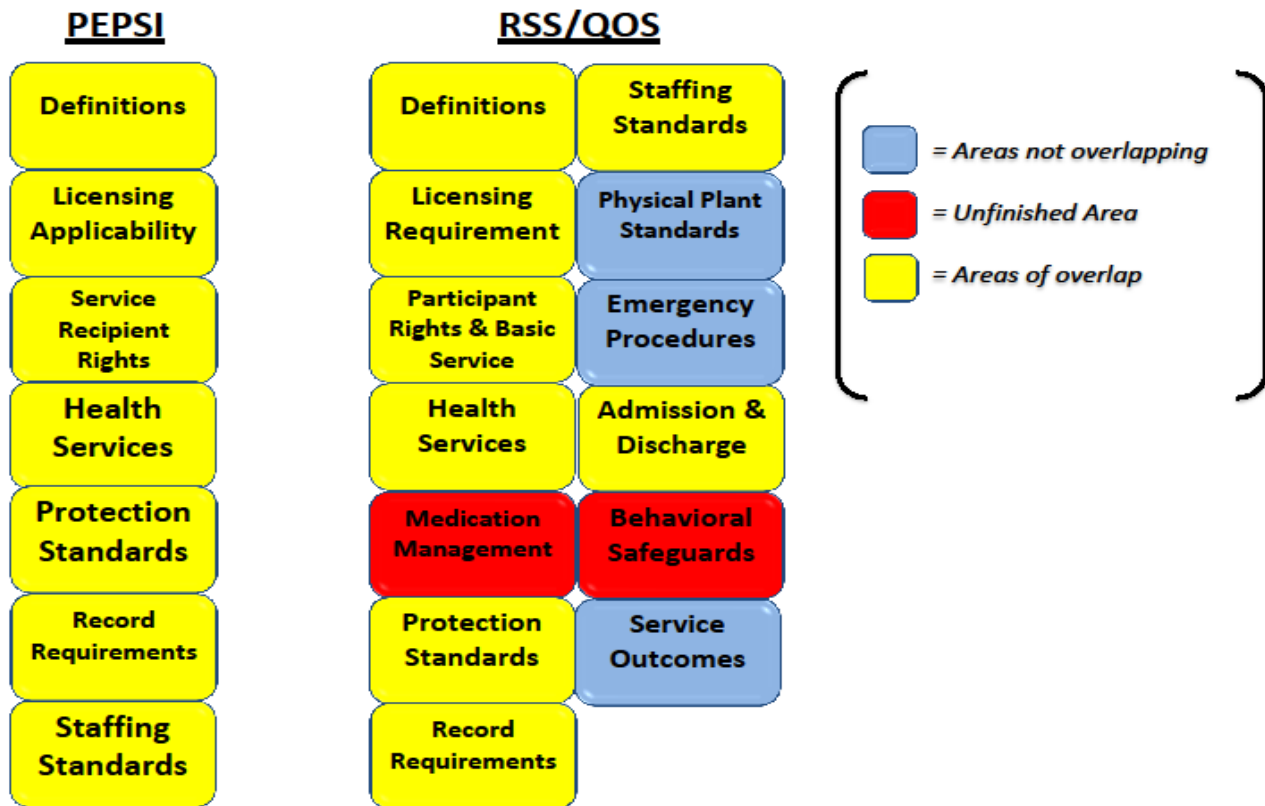 PEPSI
Definitions
Licensing
Applicability
Service
Recipient
Rights
Health
Services
Protection
Standards
Record
Requirements
Staffing
Standards
RSS/QOS
Definitions
Licensing
Requirement
Participant
Rights & Basic
Service
Health
Services
Medication
Management
Protection
Standards
Record
Requirements
Staffing
Standards
Physical Plant
Standards
Emergency
Procedures
Admission &
Discharge
Behavioral
Safeguards
Service
Outcomes
= Areas not overlapping
= Unfinished Area
= Areas of overlap